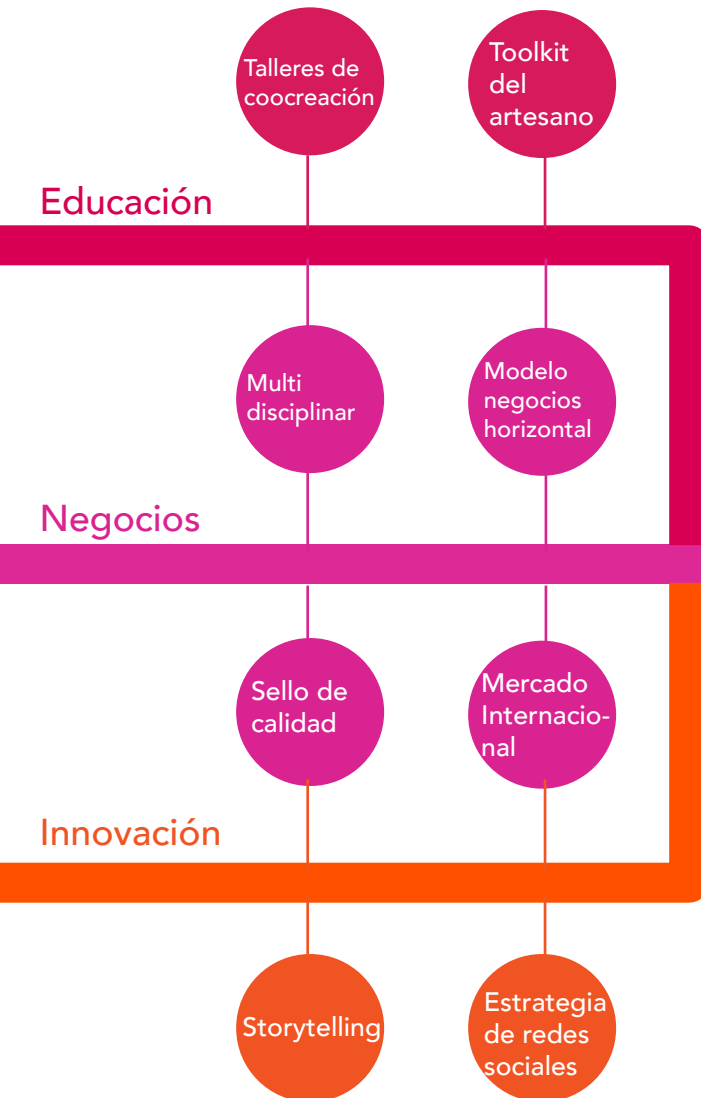 Talleres de
coocreación
Toolkit
del
artesano
Educación
Multi
disciplinar
Modelo
negocios
horizontal
Negocios
Sello de
calidad
Mercado
Internacio-
nal
Innovación
Storytelling
Estrategia
de redes
sociales